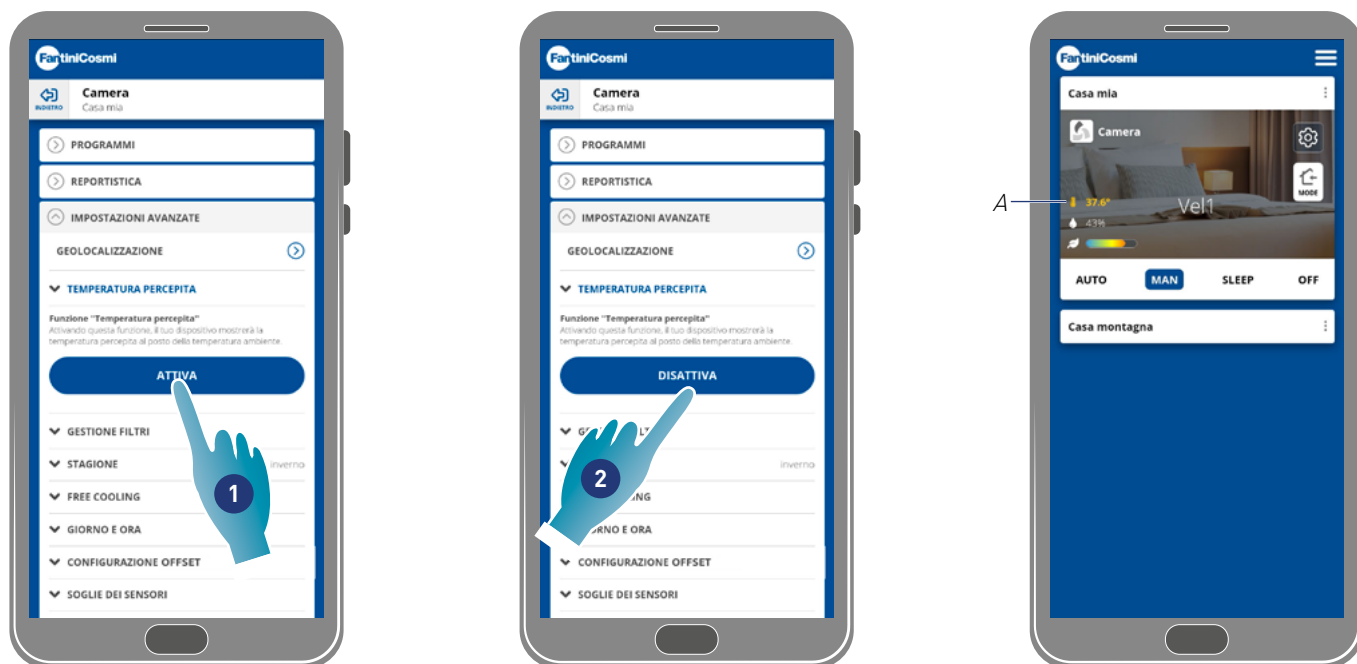 FantiniCosmi
INDIETRO
Camera
Casa mia
PROGRAMMI
REPORTISTICA
IMPOSTAZIONI AVANZATE
GEOLOCALIZZAZIONE
TEMPERATURA PERCEPITA
Funzione "Temperatura percepita"
Attivando questa funzione, il tuo dispositivo mostrerà la
temperatura percepita al posto della temperatura ambiente.
ATTIVA
GESTIONE FILTRI
STAGIONE inverno
FREE COOLING
1
GIORNO E ORA
CONFIGURAZIONE OFFSET
SOGLIE DEI SENSORI
FantiniCosmi
INDIETRO
Camera
Casa mia
PROGRAMMI
REPORTISTICA
IMPOSTAZIONI AVANZATE
GEOLOCALIZZAZIONE
TEMPERATURA PERCEPITA
Funzione "Temperatura percepita"
Attivando questa funzione, il tuo dispositivo mostrerà la
temperatura percepita al posto della temperatura ambiente.
DISATTIVA
inverno
2
E ORA
CONFIGURAZIONE OFFSET
SOGLIE DEI SENSORI
FantiniCosmi
Casa mia
Camera
MODE
A
37.6°
Vel1
43%
AUTO MAN SLEEP OFF
Casa montagna